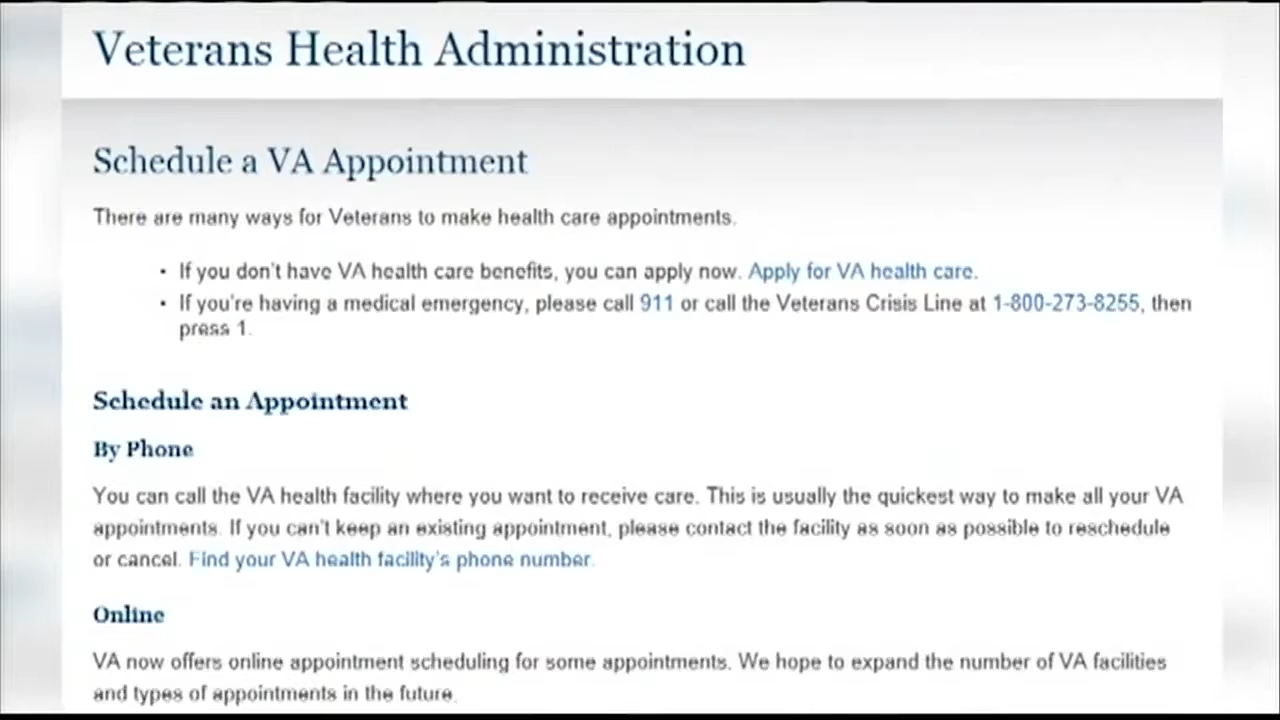 Veterans Health Administration
Schedule a VA Appointment
There are many ways for Veterans to make health care appointments.
• If you don't have VA health care benefits, you can apply now. Apply for VA health care.
• If you're having a medical emergency, please call 911 or call the Veterans Crisis Line at 1-800-273-8255, then
press 1.
Schedule an Appointment
By Phone
You can call the VA health facility where you want to receive care. This is usually the quickest way to make all your VA
appointments. If you can't keep an existing appointment, please contact the facility as soon as possible to reschedule
or cancel. Find your VA health facility's phone number.
Online
VA now offers online appointment scheduling for some appointments. We hope to expand the number of VA facilities
and types of appointments in the future.